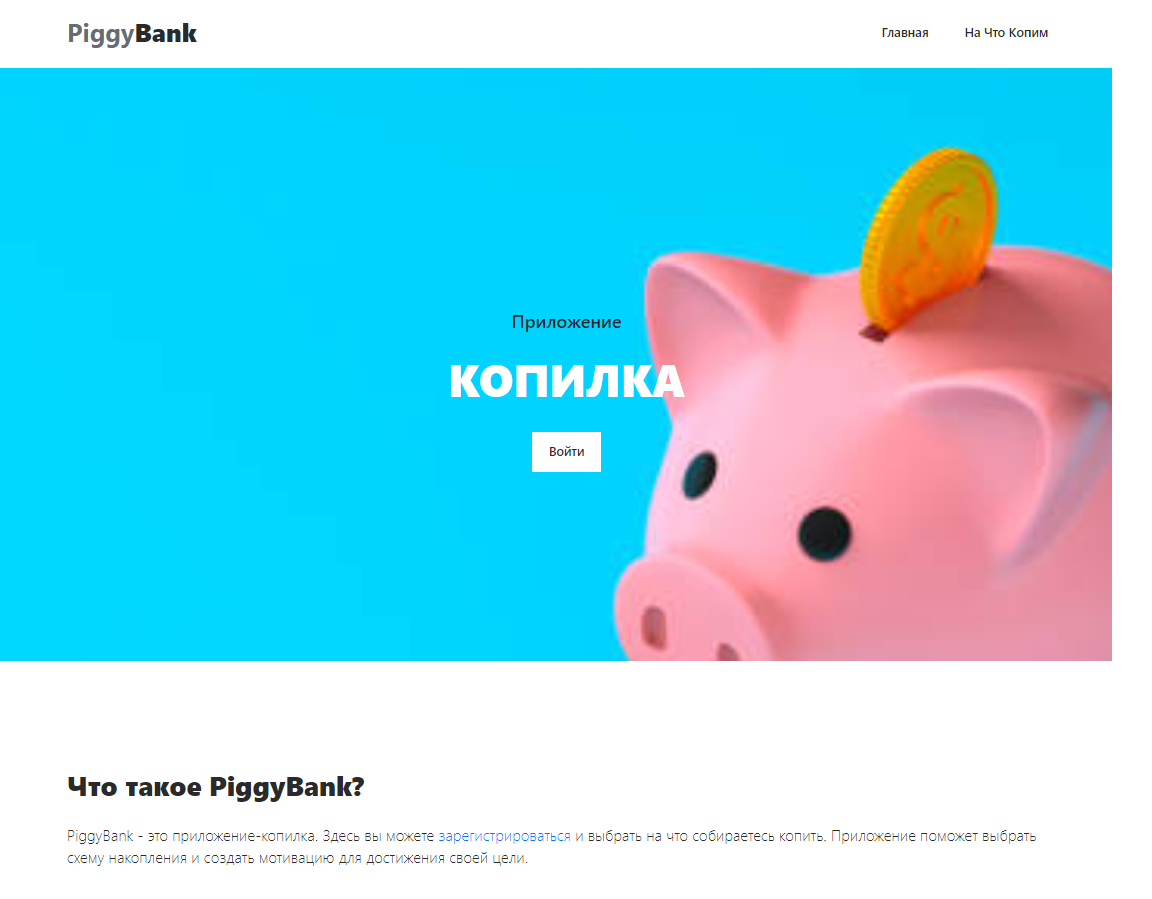 PiggyBank
Главная
На Что Копим
Приложение
КОПИЛКА
Войти
Что такое PiggyBank?
PiggyBank - это приложение-копилка. Здесь вы можете зарегистрироваться и выбрать на что собираетесь копить. Приложение поможет выбрать
схему накопления и создать мотивацию для достижения своей цели.